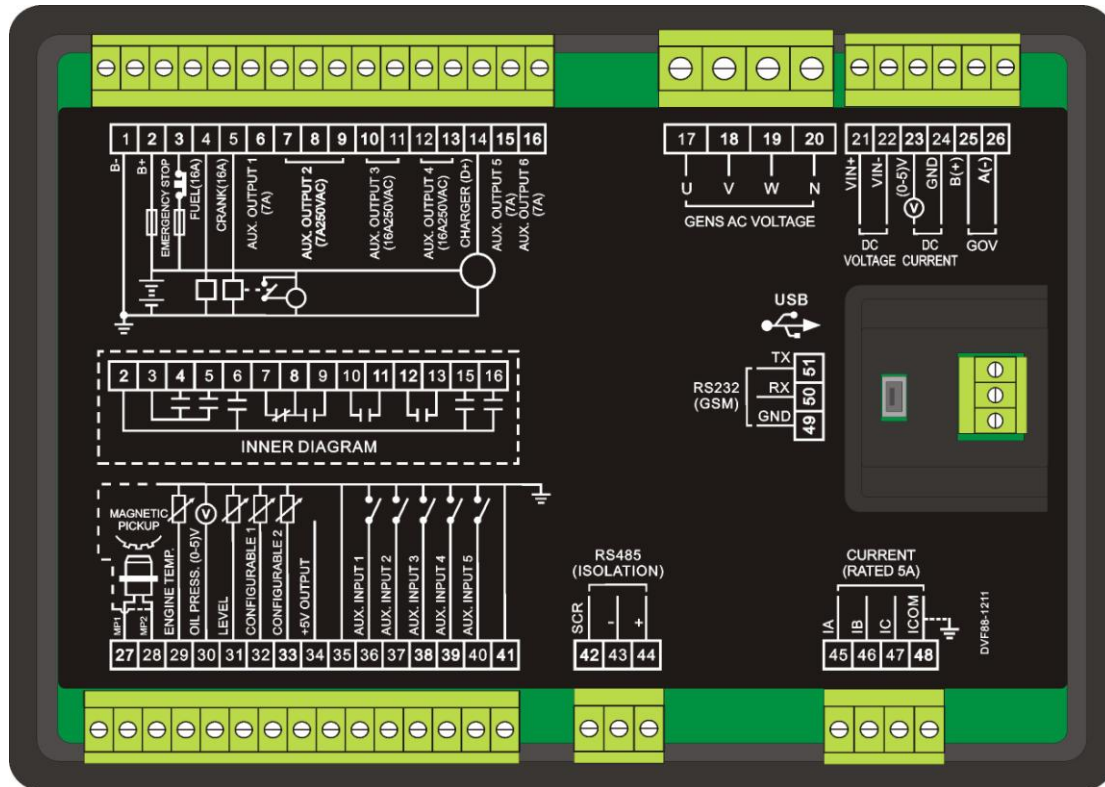 1 2 3 4 5 6 7 8 9 10 11 12 13 14 15 16
B-
B+
EMERGENCY STOP
FUEL(16A)
CRANK(16A)
AUX. OUTPUT 1
(7A)
AUX. OUTPUT 2
(7A250VAC)
AUX. OUTPUT 3
(16A250VAC)
AUX. OUTPUT 4
(16A250VAC)
CHARGER (D+)
AUX. OUTPUT 5
(7A)
AUX. OUTPUT 6
(7A)
17 18 19 20
U V W N
GENS AC VOLTAGE
21 22 23 24 25 26
VIN+
VIN-
(0-5)V
GND
B(+)
A(-)
V
DC
VOLTAGE
DC
CURRENT
GOV
USB
TX 51
RX 50
GND 49
RS232
(GSM)
2 3 4 5 6 7 8 9 10 11 12 13 15 16
INNER DIAGRAM
MAGNETIC
PICKUP
MP1
MP2
ENGINE TEMP.
OIL PRESS. (0-5)V
V
LEVEL
CONFIGURABLE 1
CONFIGURABLE 2
+5V OUTPUT
AUX. INPUT 1
AUX. INPUT 2
AUX. INPUT 3
AUX. INPUT 4
AUX. INPUT 5
27 28 29 30 31 32 33 34 35 36 37 38 39 40 41
RS485
(ISOLATION)
SCR - +
42 43 44
CURRENT
(RATED 5A)
IA
IB
IC
ICOM
45 46 47 48
DVF88-1211